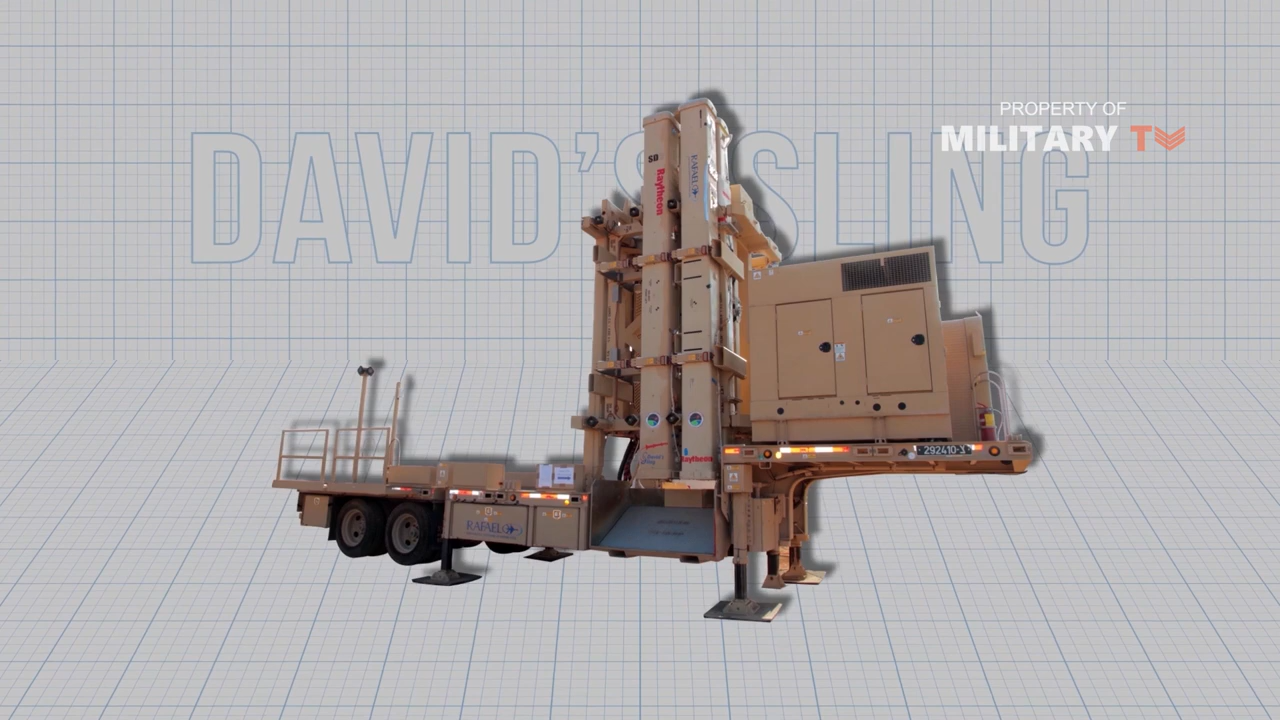 PROPERTY OF
MILITARY TV
DAVID'S SLING
SD
Raytheon
RAFAEL
Raytheon
292410-3
RAFAEL